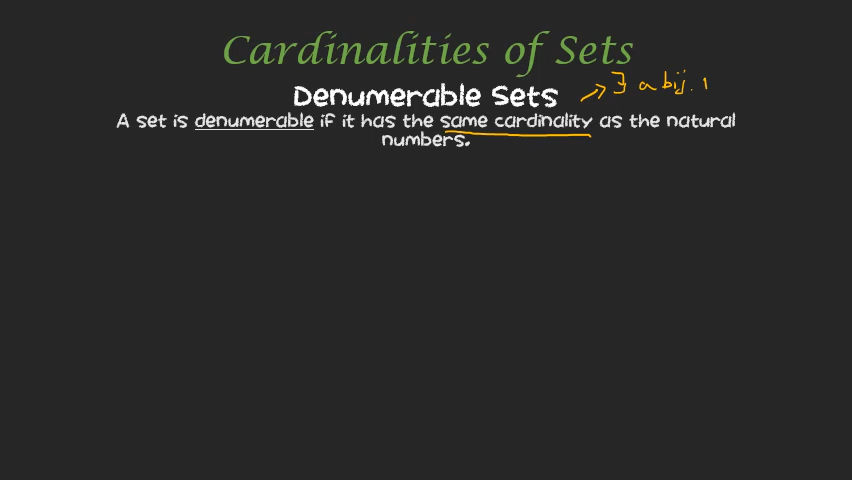 Cardinalities of Sets
Denumerable Sets
∃ a bij.
A set is denumerable if it has the same cardinality as the natural
numbers.